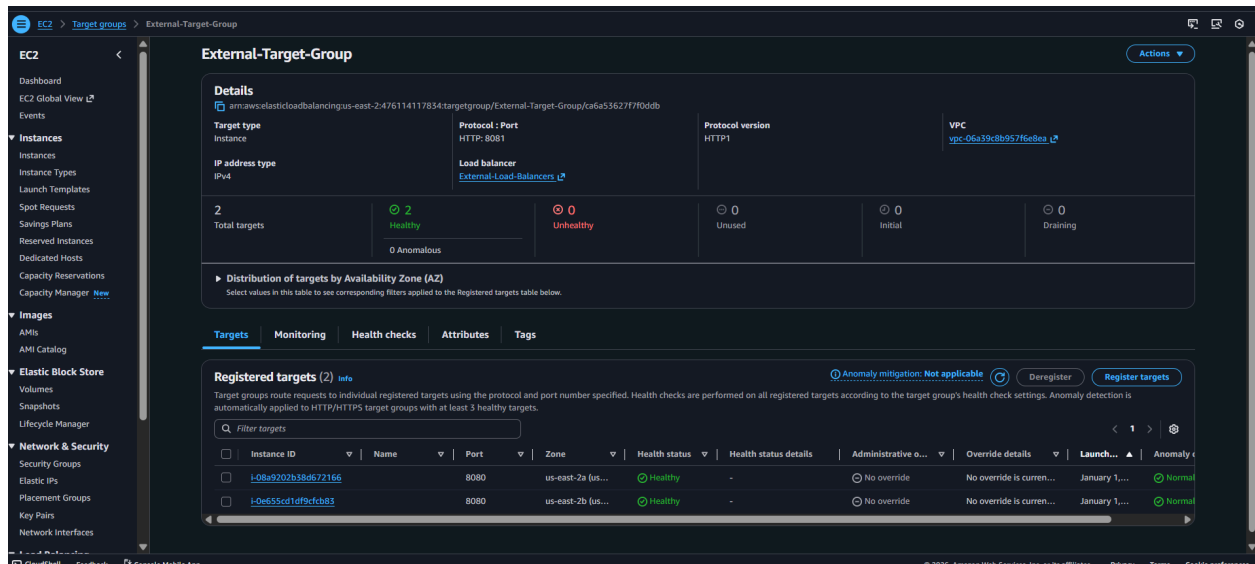 EC2 > Target groups > External-Target-Group
EC2
Dashboard
EC2 Global View
Events
Instances
Instances
Instance Types
Launch Templates
Spot Requests
Savings Plans
Reserved Instances
Dedicated Hosts
Capacity Reservations
Capacity Manager New
Images
AMIs
AMI Catalog
Elastic Block Store
Volumes
Snapshots
Lifecycle Manager
Network & Security
Security Groups
Elastic IPs
Placement Groups
Key Pairs
Network Interfaces
External-Target-Group
Actions
Details
arn:aws:elasticloadbalancing:us-east-2:476114117834:targetgroup/External-Target-Group/ca6a53627f7f0ddb
Target type
Instance
Protocol : Port
HTTP: 8081
Protocol version
HTTP1
VPC
vpc-06a39c8b957f6e8ea
IP address type
IPv4
Load balancer
External-Load-Balancers
2
Total targets
2
Healthy
0 Anomalous
0
Unhealthy
0
Unused
0
Initial
0
Draining
Distribution of targets by Availability Zone (AZ)
Select values in this table to see corresponding filters applied to the Registered targets table below.
Targets Monitoring Health checks Attributes Tags
Registered targets (2) Info
Anomaly mitigation: Not applicable
Deregister
Register targets
Target groups route requests to individual registered targets using the protocol and port number specified. Health checks are performed on all registered targets according to the target group's health check settings. Anomaly detection is
automatically applied to HTTP/HTTPS target groups with at least 3 healthy targets.
Filter targets
1
Instance ID Name Port Zone Health status Health status details Administrative o... Override details Launch... Anomaly
i-08a9202b38d672166 8080 us-east-2a (us... Healthy - No override No override is curren... January 1,... Normal
i-0e655cd1df9cfcb83 8080 us-east-2b (us... Healthy - No override No override is curren... January 1,... Normal